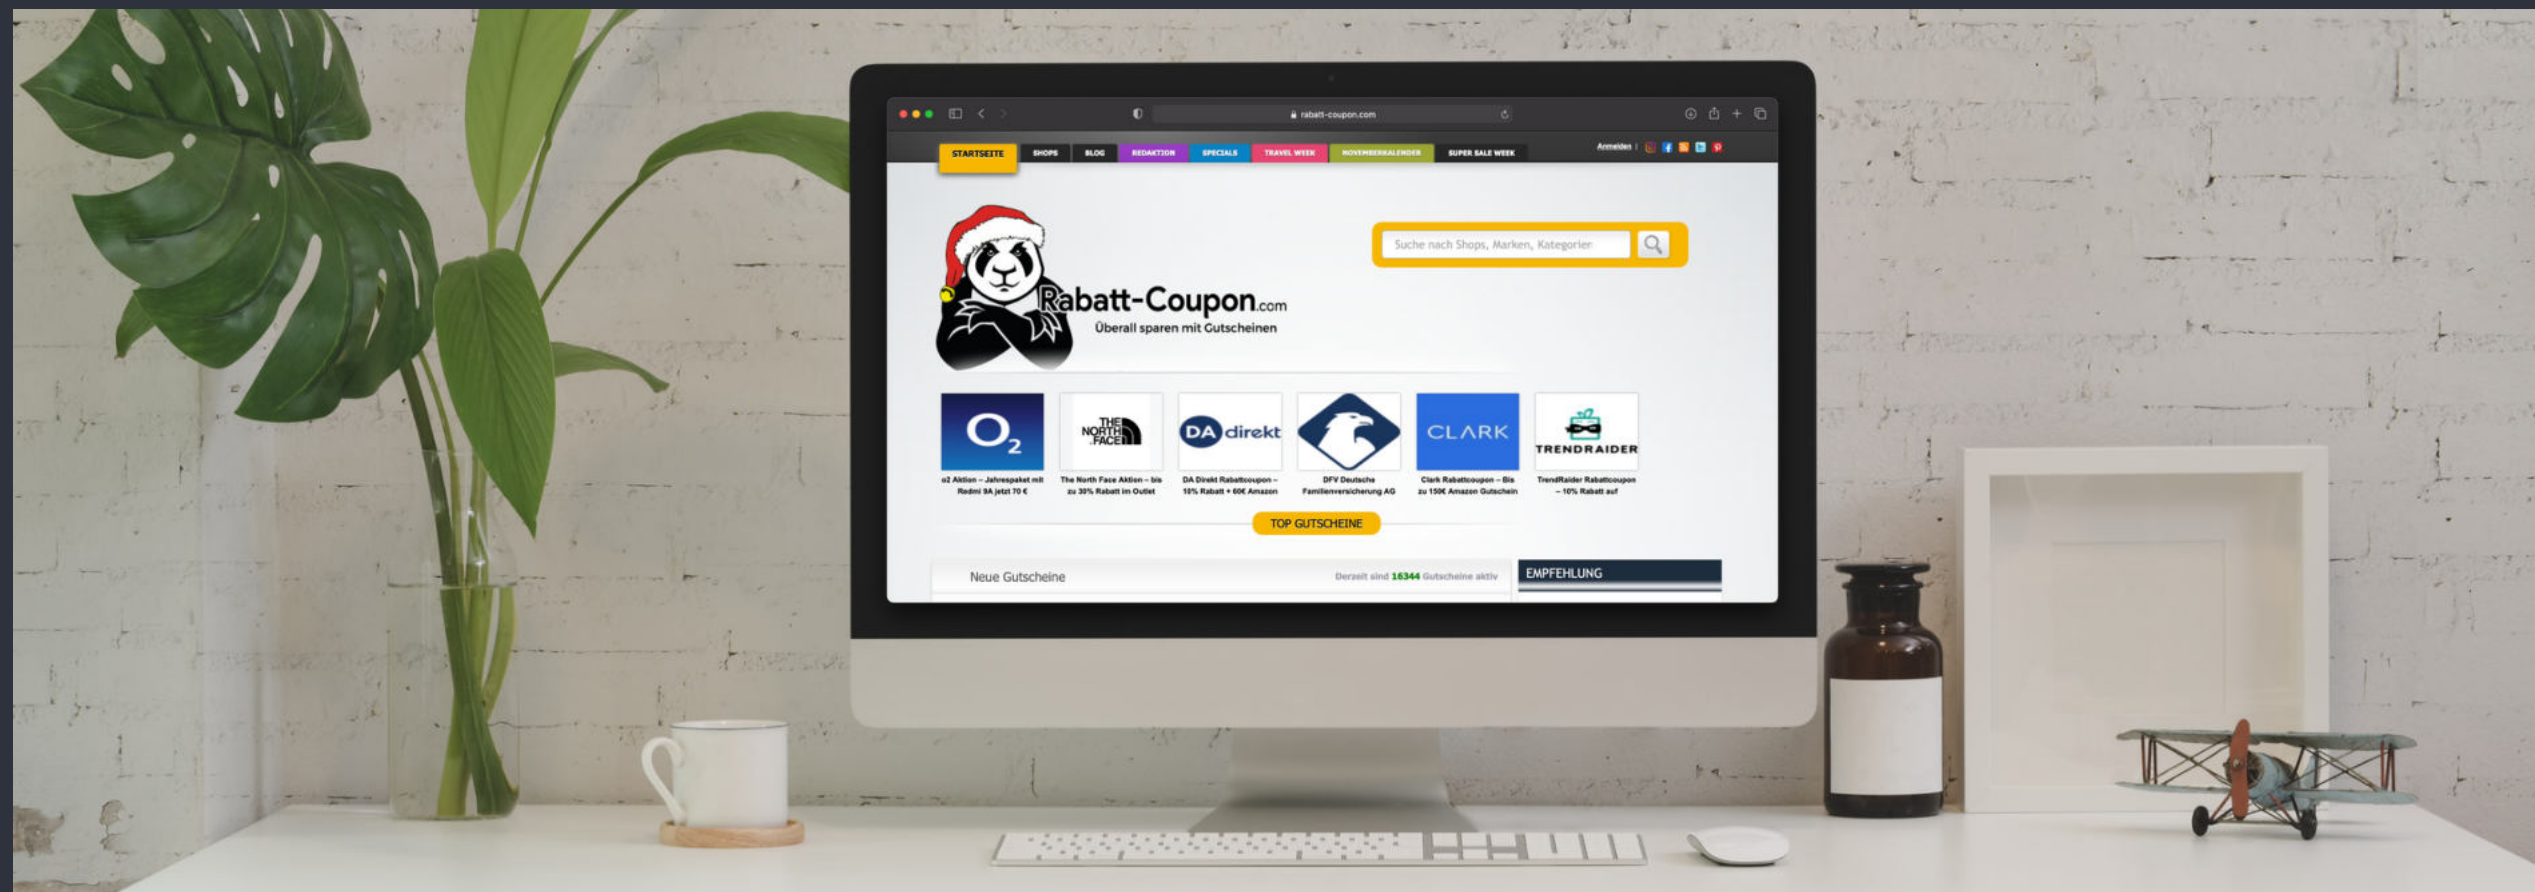 rabatt-coupon.com
STARTSEITE SHOPS BLOG REDAKTION SPECIALS TRAVEL WEEK NOVEMBERKALENDER SUPER SALE WEEK Anmelden |
Suche nach Shops, Marken, Kategorien
Rabatt-Coupon.com
Überall sparen mit Gutscheinen
O2
THE NORTH FACE
DA direkt
CLARK
TRENDRAIDER
o2 Aktion – Jahrespaket mit
Redmi 9A jetzt 70 €
The North Face Aktion – bis
zu 30% Rabatt im Outlet
DA Direkt Rabattcoupon –
10% Rabatt + 60€ Amazon
DFV Deutsche
Familienversicherung AG
Clark Rabattcoupon – Bis
zu 150€ Amazon Gutschein
TrendRaider Rabattcoupon
– 10% Rabatt auf
TOP GUTSCHEINE
Neue Gutscheine
Derzeit sind 16344 Gutscheine aktiv
EMPFEHLUNG